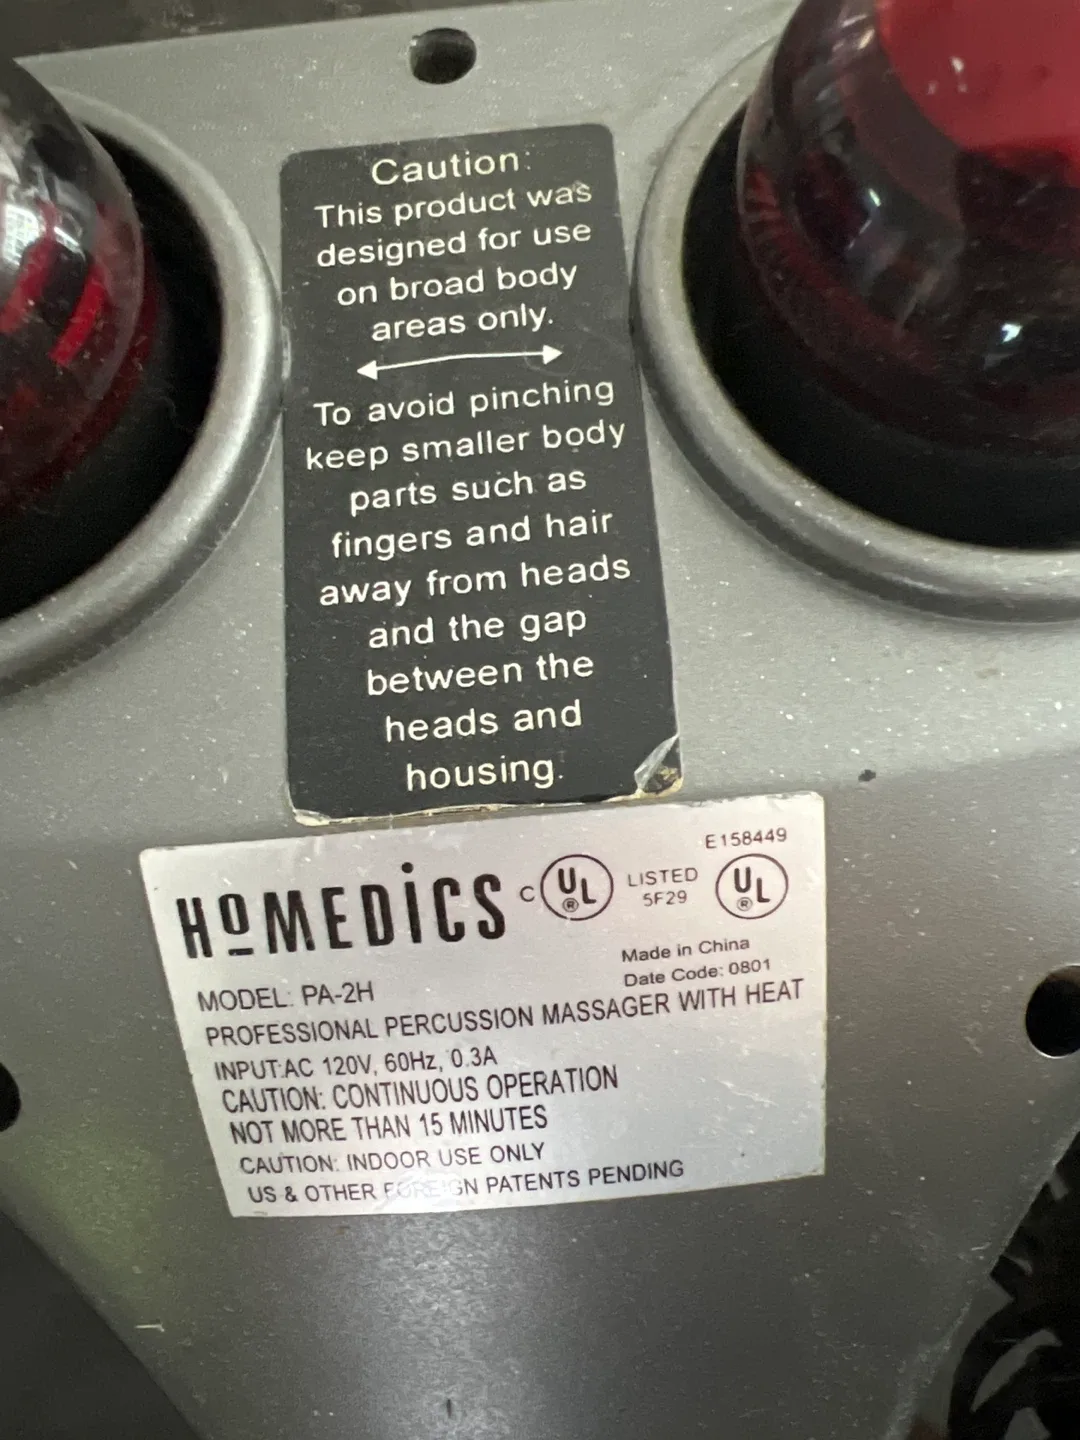 Caution:
This product was
designed for use
on broad body
areas only.
To avoid pinching
keep smaller body
parts such as
fingers and hair
away from heads
and the gap
between the
heads and
housing.
E158449
HoMEDiCS
C UL ® LISTED 5F29 UL ®
Made in China
Date Code: 0801
MODEL: PA-2H
PROFESSIONAL PERCUSSION MASSAGER WITH HEAT
INPUT:AC 120V, 60Hz, 0.3A
CAUTION: CONTINUOUS OPERATION
NOT MORE THAN 15 MINUTES
CAUTION: INDOOR USE ONLY
US & OTHER FOREIGN PATENTS PENDING